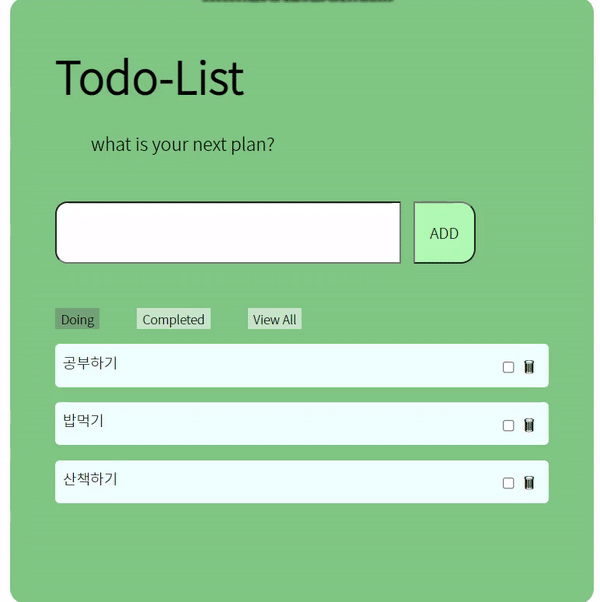 Todo-List
what is your next plan?
ADD
Doing Completed View All
공부하기
밥먹기
산책하기